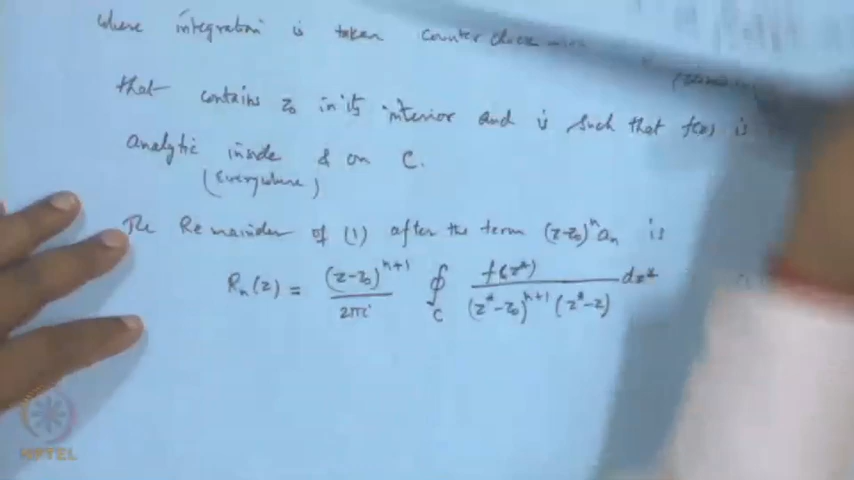 where integration is taken counter clock
that contains z₀ in its interior and is such that f(z) is
analytic inside & on C.
(Everywhere)
The Remainder of (1) after the term (z-z₀)ⁿ aₙ is
Rₙ(z) = (z-z₀)ⁿ⁺¹ / 2πi ∮_C f(z*) / (z*-z₀)ⁿ⁺¹ (z*-z) dz*
NPTEL